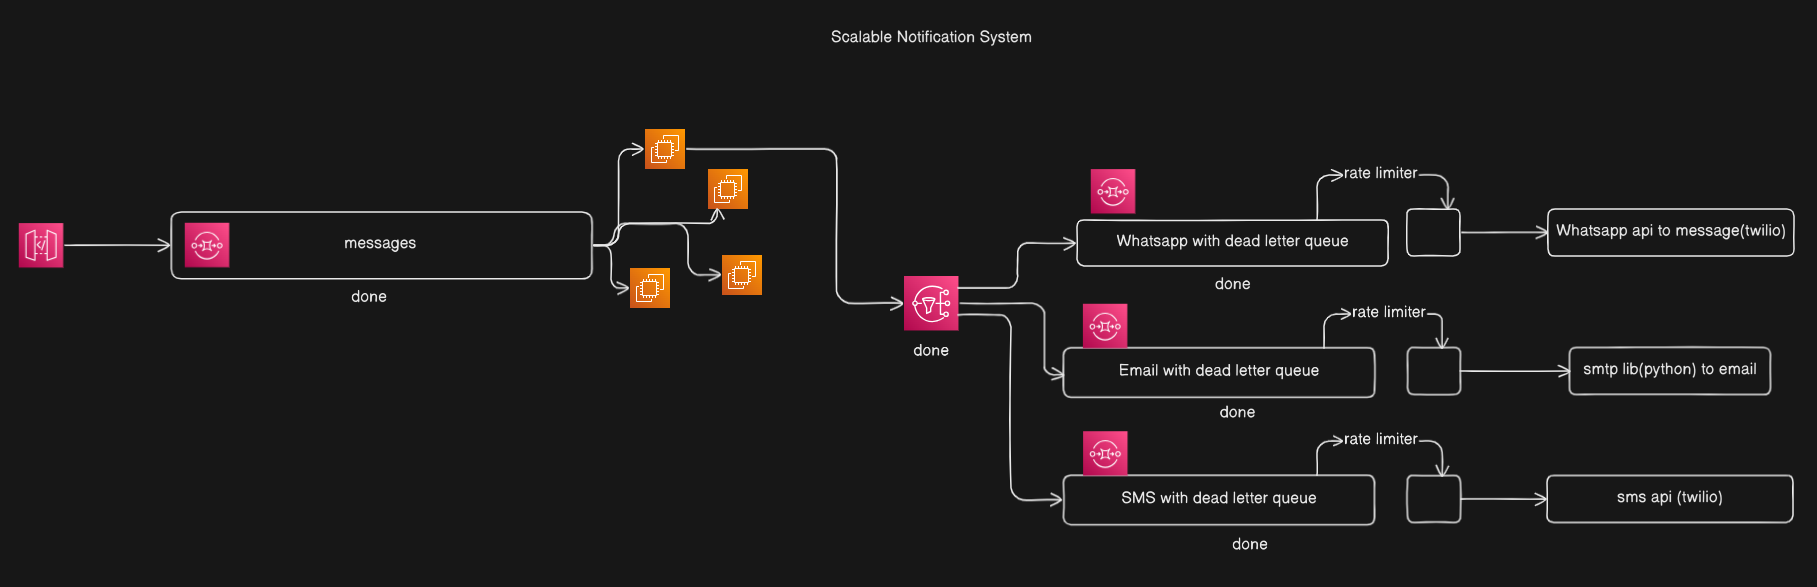 Scalable Notification System
messages
done
done
rate limiter
Whatsapp with dead letter queue
done
Whatsapp api to message(twilio)
rate limiter
Email with dead letter queue
done
smtp lib(python) to email
rate limiter
SMS with dead letter queue
done
sms api (twilio)